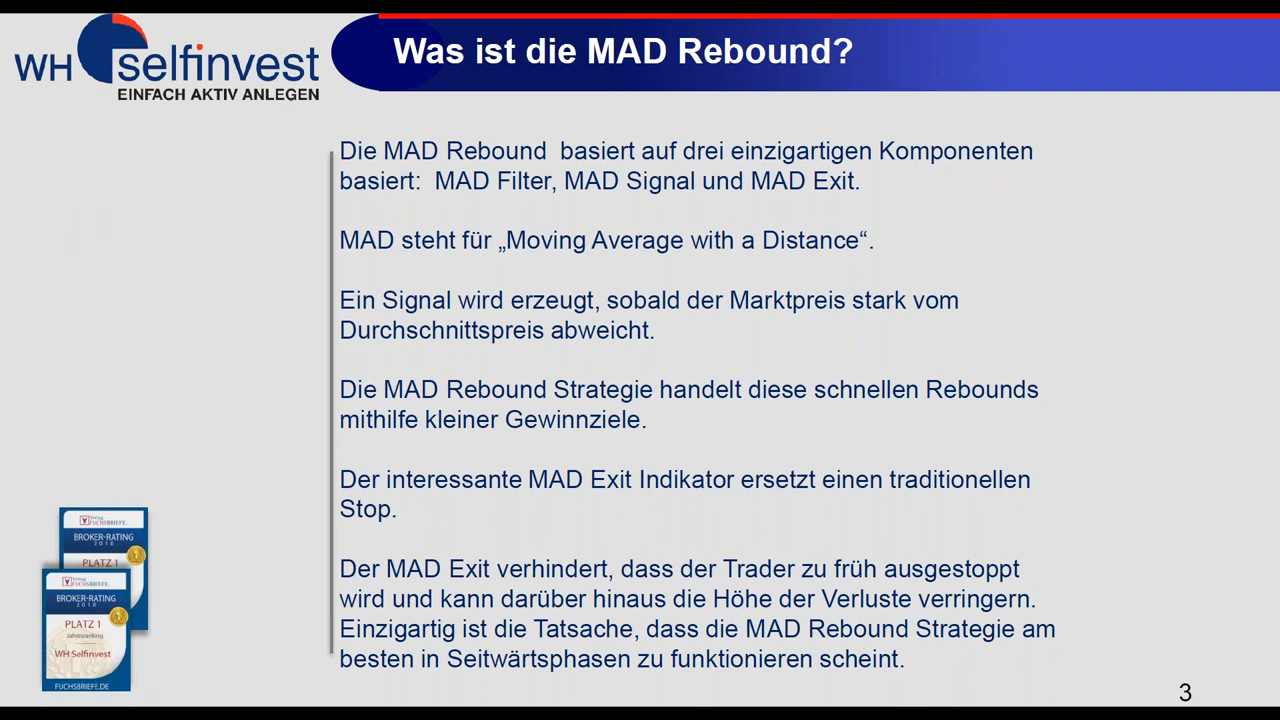 WH selfinvest
EINFACH AKTIV ANLEGEN
Was ist die MAD Rebound?
Die MAD Rebound basiert auf drei einzigartigen Komponenten
basiert: MAD Filter, MAD Signal und MAD Exit.
MAD steht für „Moving Average with a Distance“.
Ein Signal wird erzeugt, sobald der Marktpreis stark vom
Durchschnittspreis abweicht.
Die MAD Rebound Strategie handelt diese schnellen Rebounds
mithilfe kleiner Gewinnziele.
Der interessante MAD Exit Indikator ersetzt einen traditionellen
Stop.
Der MAD Exit verhindert, dass der Trader zu früh ausgestoppt
wird und kann darüber hinaus die Höhe der Verluste verringern.
Einzigartig ist die Tatsache, dass die MAD Rebound Strategie am
besten in Seitwärtsphasen zu funktionieren scheint.
Verlag
FUCHSBRIEFE.
BROKER-RATING
2018
PLATZ 1
Verlag
FUCHSBRIEFE.
BROKER-RATING
2018
PLATZ 1
Jahresranking
WH Selfinvest
FUCHSBRIEFE.DE
3